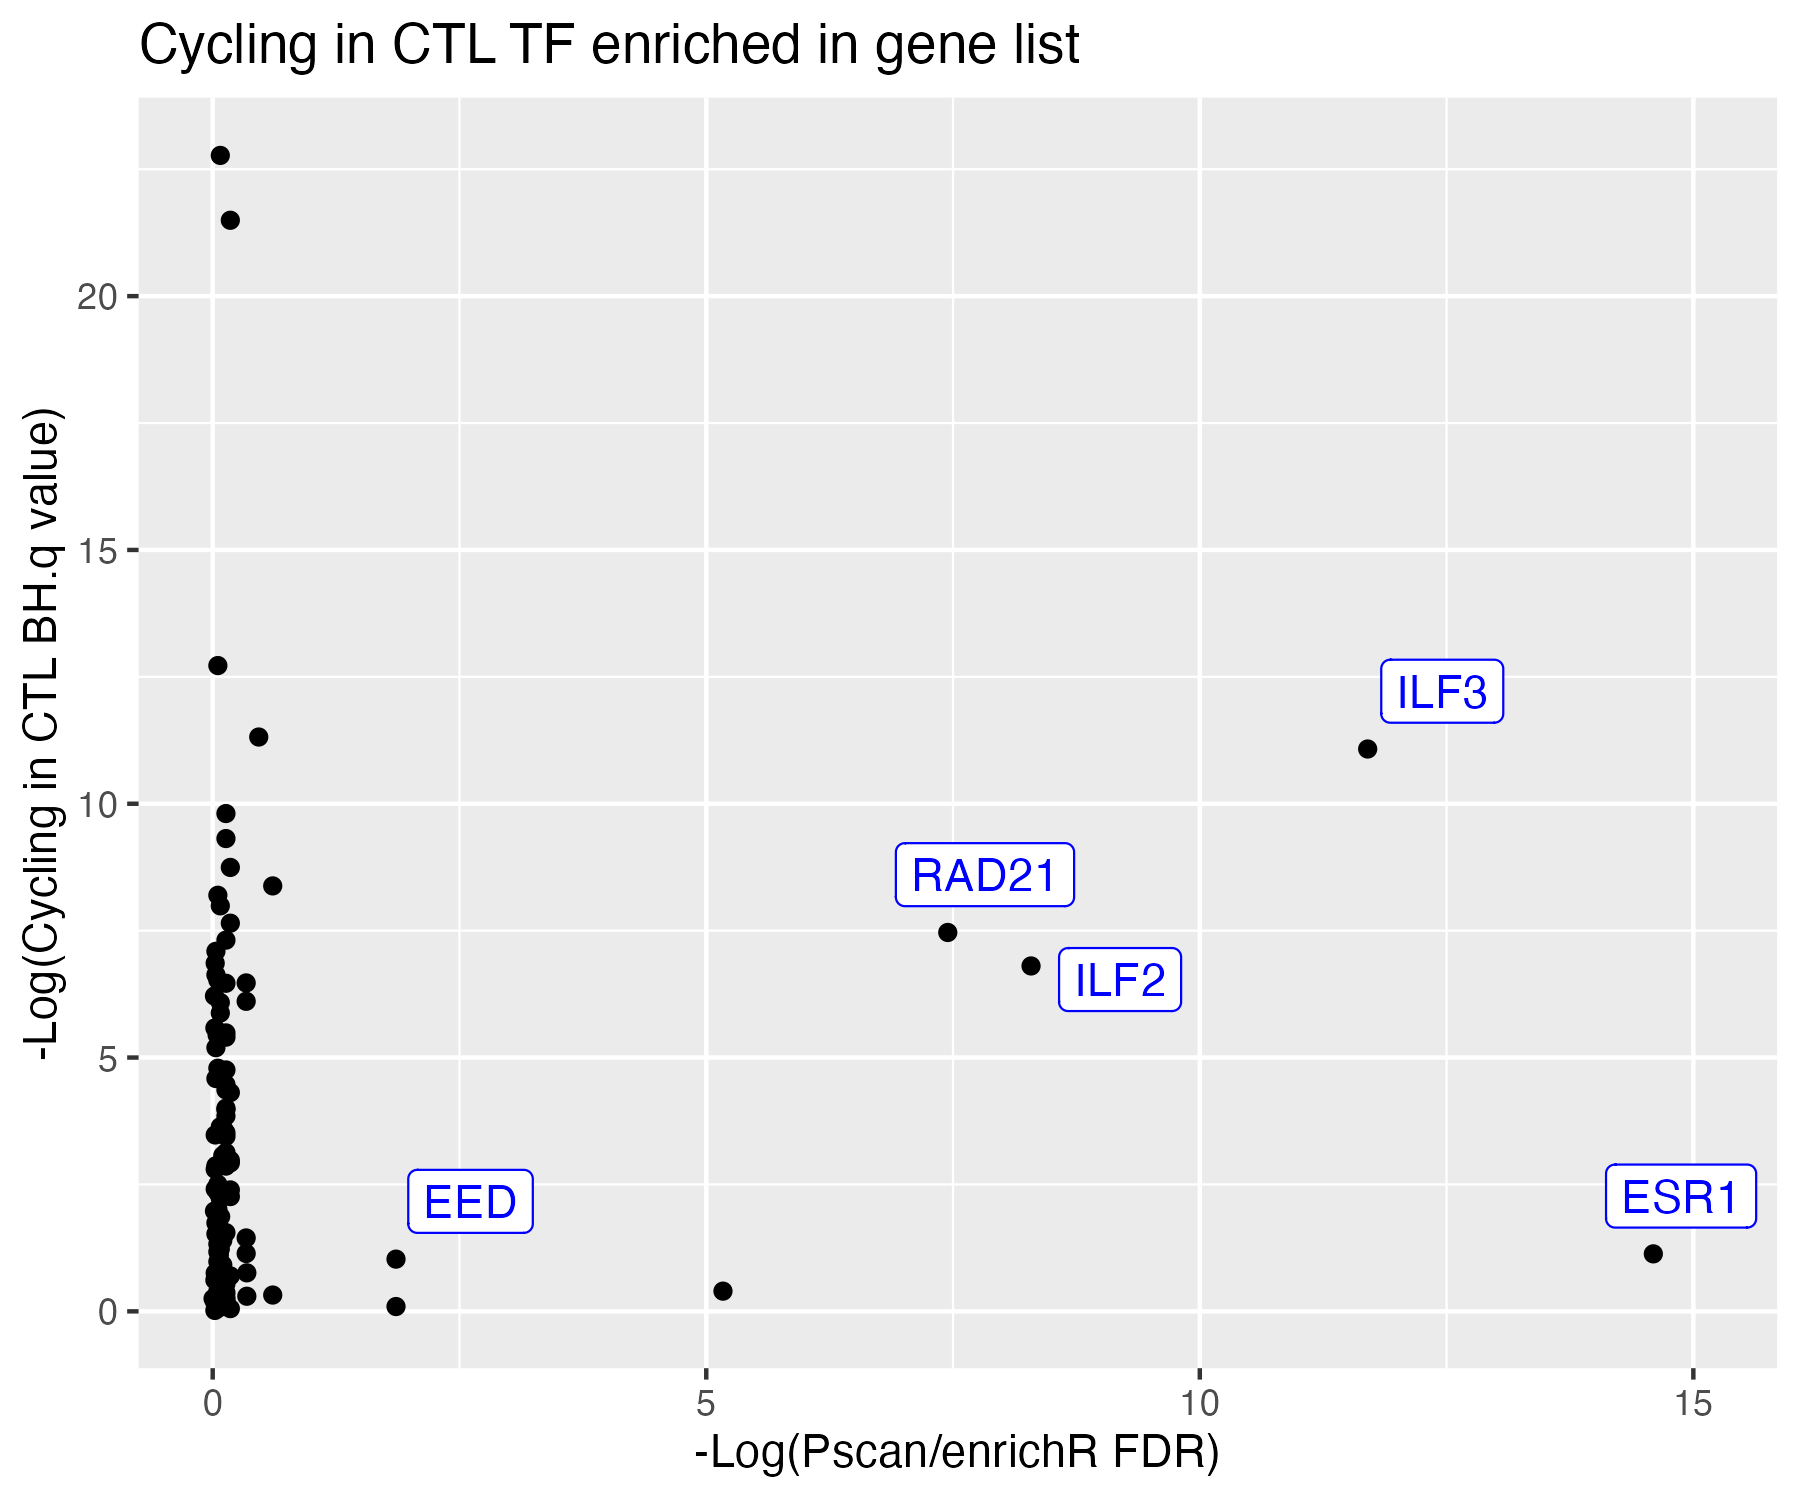 Cycling in CTL TF enriched in gene list
-Log(Cycling in CTL BH.q value)
20
15
10
5
0
ILF3
RAD21
ILF2
EED
ESR1
0 5 10 15
-Log(Pscan/enrichR FDR)